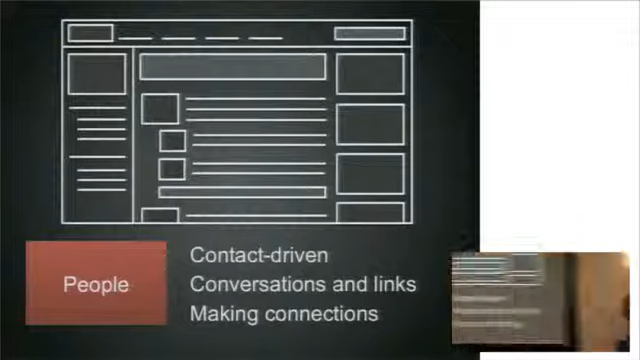 People
Contact-driven
Conversations and links
Making connections